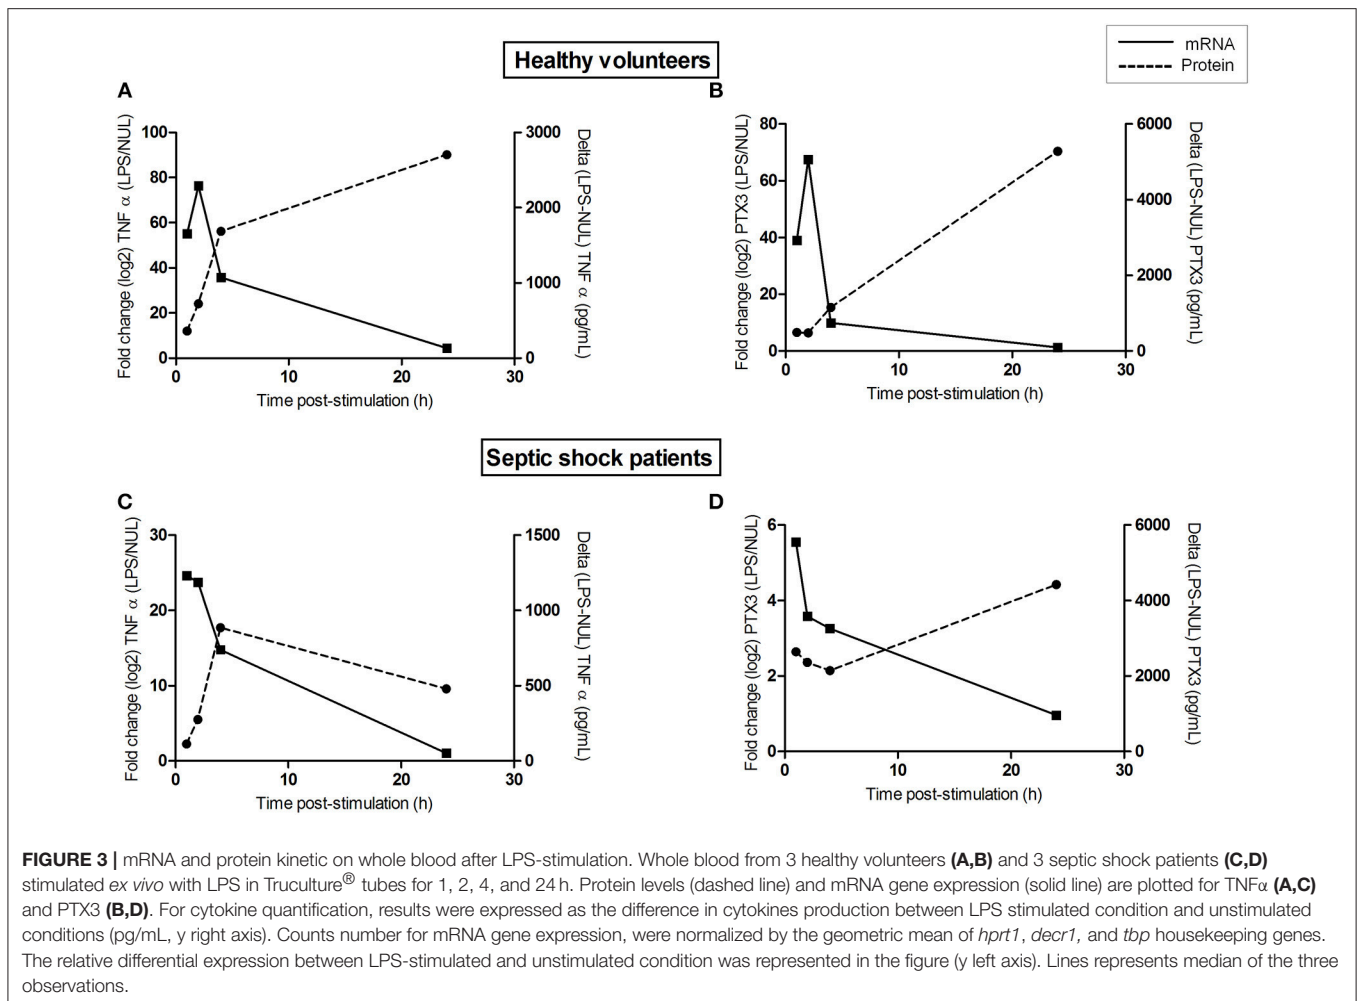 Healthy volunteers
mRNA
Protein
A
Fold change (log2) TNF α (LPS/NUL)
100
80
60
40
20
0
3000
2000
1000
0
Delta (LPS-NUL) TNF α (pg/mL)
0
10
20
30
Time post-stimulation (h)
B
Fold change (log2) PTX3 (LPS/NUL)
80
60
40
20
0
6000
4000
2000
0
Delta (LPS-NUL) PTX3 (pg/mL)
0
10
20
30
Time post-stimulation (h)
Septic shock patients
C
Fold change (log2) TNF α (LPS/NUL)
30
20
10
0
1500
1000
500
0
Delta (LPS-NUL) TNF α (pg/mL)
0
10
20
30
Time post-stimulation (h)
D
Fold change (log2) PTX3 (LPS/NUL)
6
4
2
0
6000
4000
2000
0
Delta (LPS-NUL) PTX3 (pg/mL)
0
10
20
30
Time post-stimulation (h)
FIGURE 3 | mRNA and protein kinetic on whole blood after LPS-stimulation. Whole blood from 3 healthy volunteers (A,B) and 3 septic shock patients (C,D)
stimulated ex vivo with LPS in Truculture® tubes for 1, 2, 4, and 24 h. Protein levels (dashed line) and mRNA gene expression (solid line) are plotted for TNFα (A,C)
and PTX3 (B,D). For cytokine quantification, results were expressed as the difference in cytokines production between LPS stimulated condition and unstimulated
conditions (pg/mL, y right axis). Counts number for mRNA gene expression, were normalized by the geometric mean of hprt1, decr1, and tbp housekeeping genes.
The relative differential expression between LPS-stimulated and unstimulated condition was represented in the figure (y left axis). Lines represents median of the three
observations.